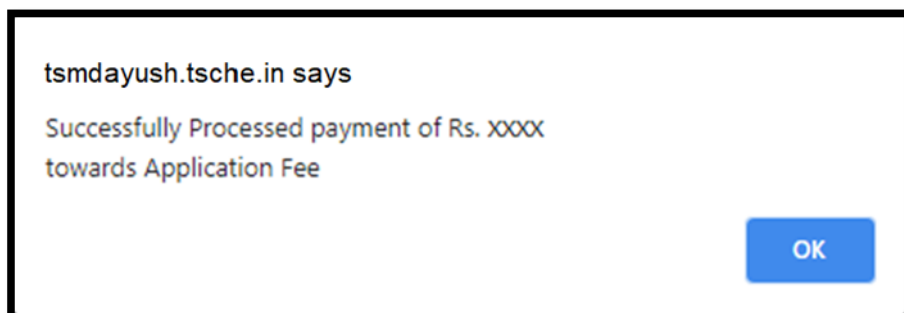 tsmdayush.tsche.in says
Successfully Processed payment of Rs. XXXX
towards Application Fee
OK